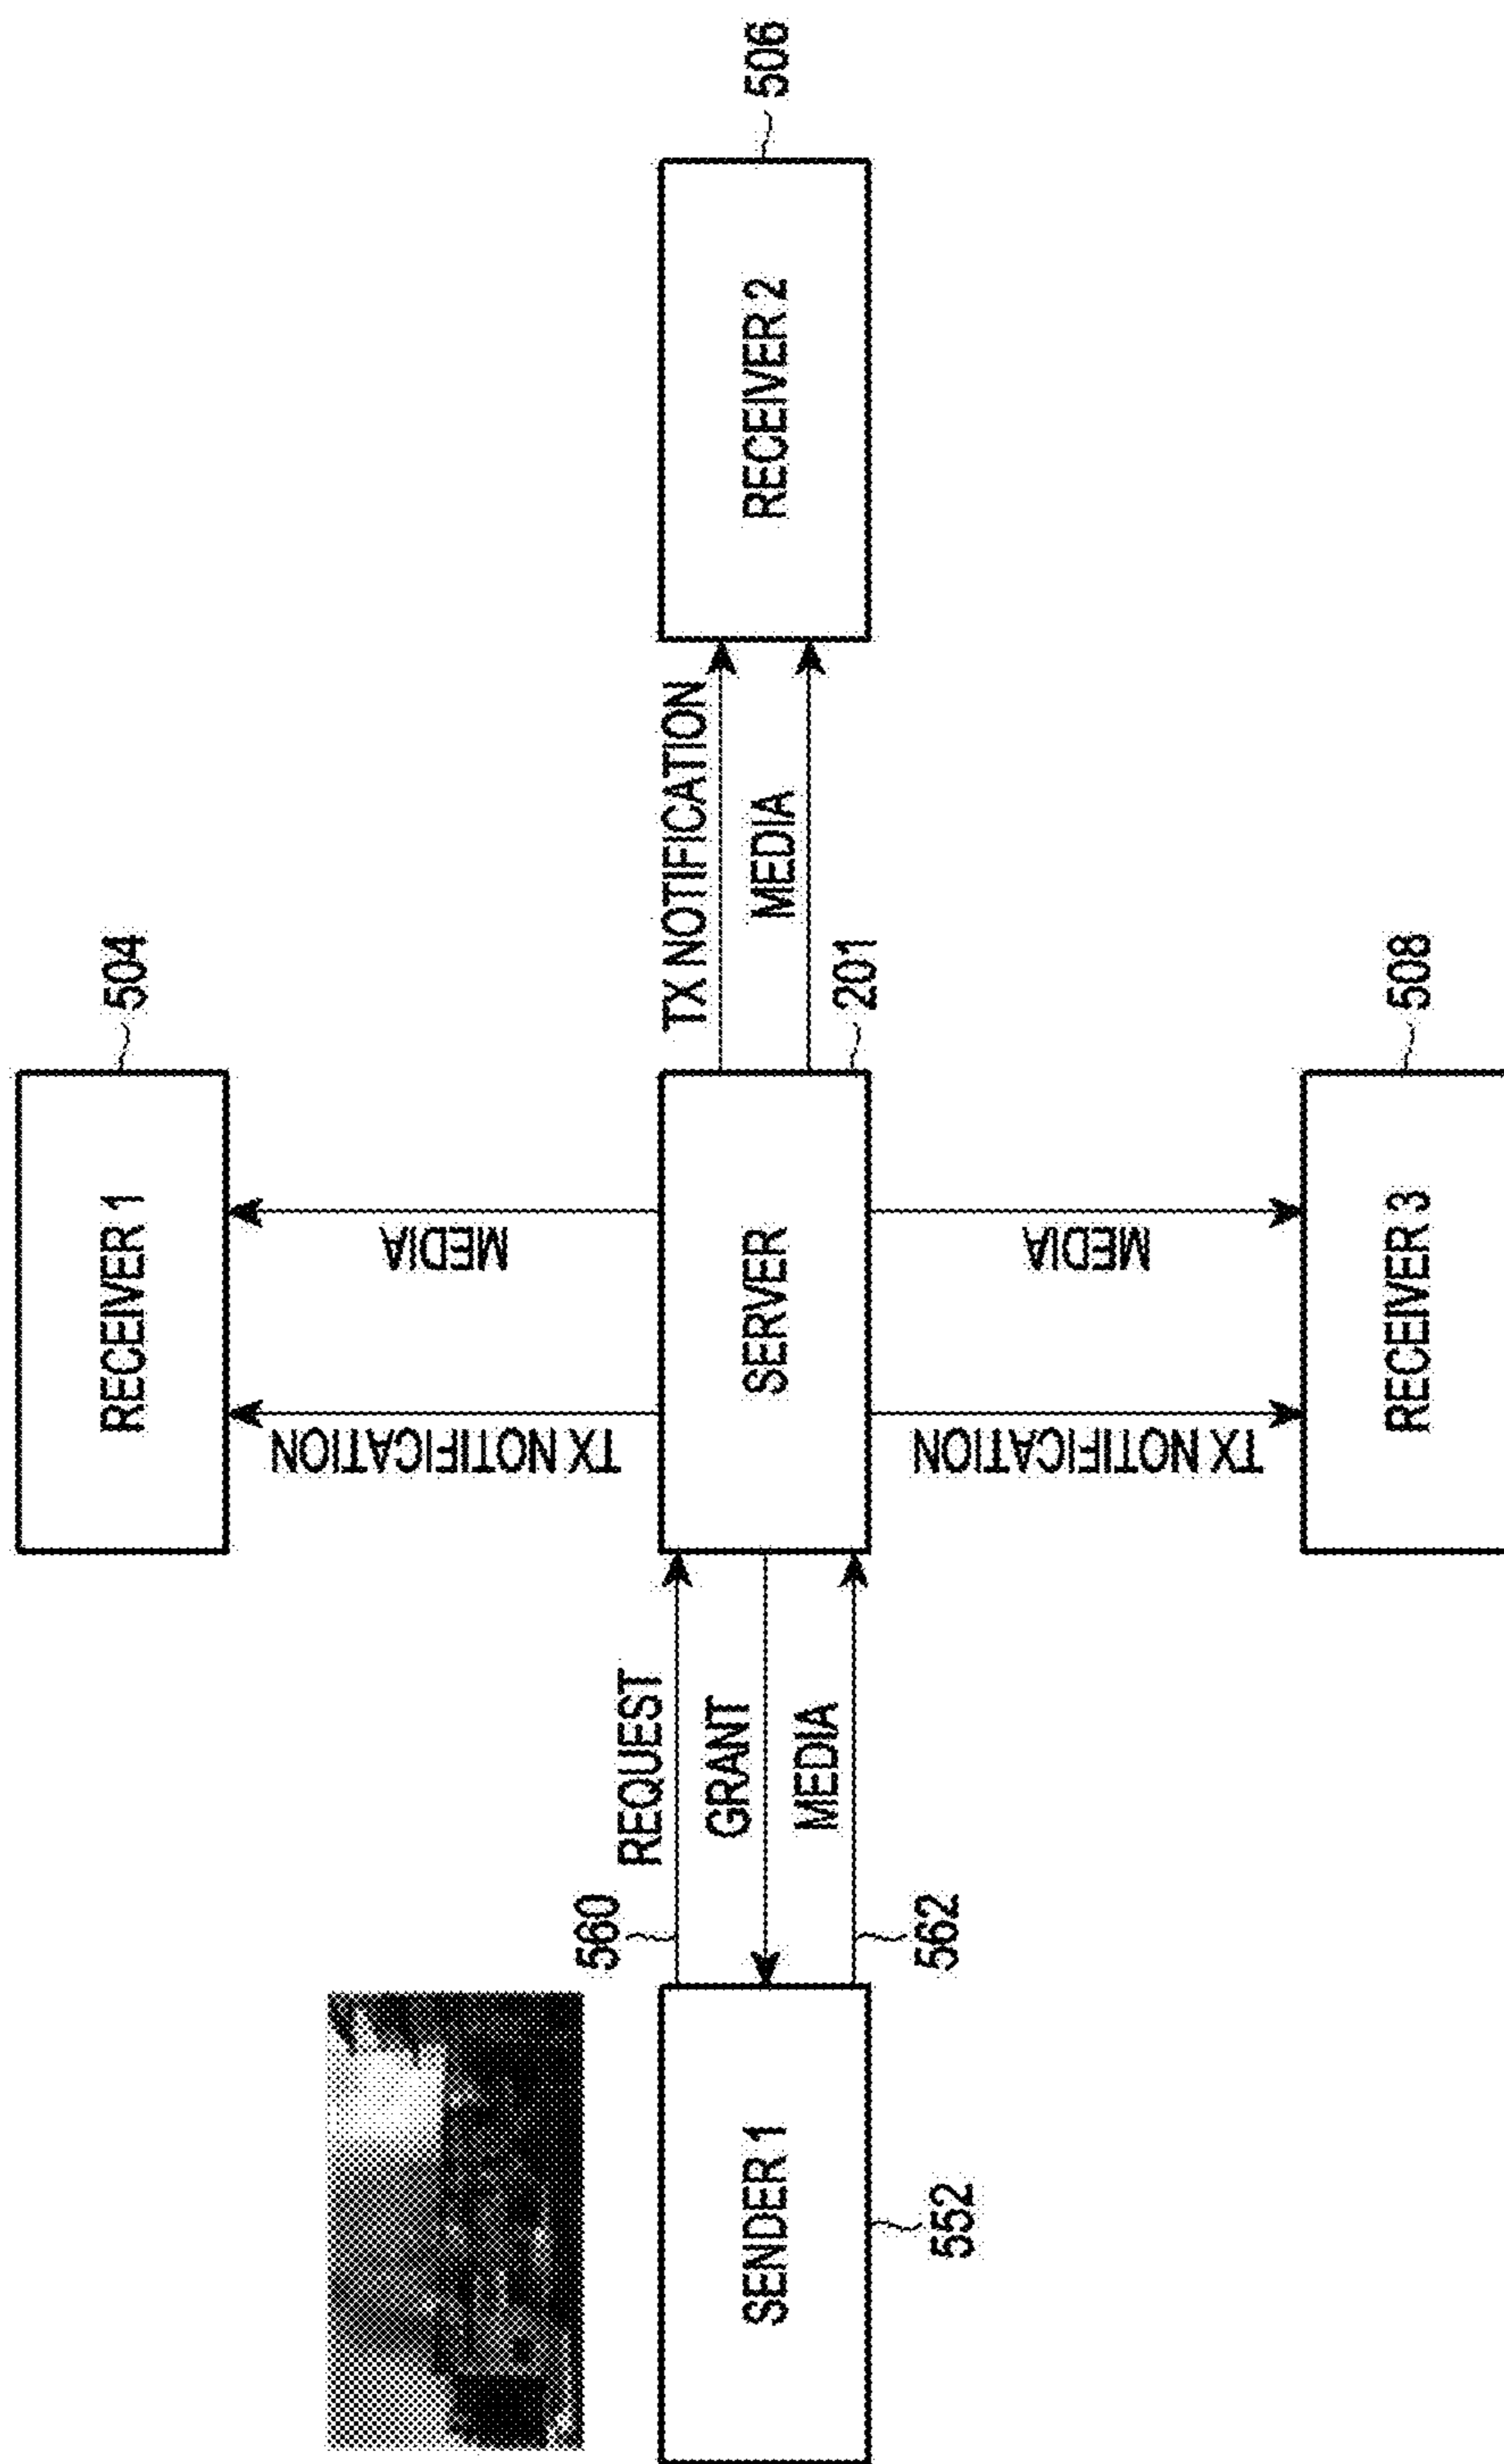 RECEIVER 1
504
MEDIA
TX NOTIFICATION
SENDER 1
552
560
REQUEST
GRANT
MEDIA
562
SERVER
201
TX NOTIFICATION
MEDIA
RECEIVER 2
506
MEDIA
TX NOTIFICATION
RECEIVER 3
508